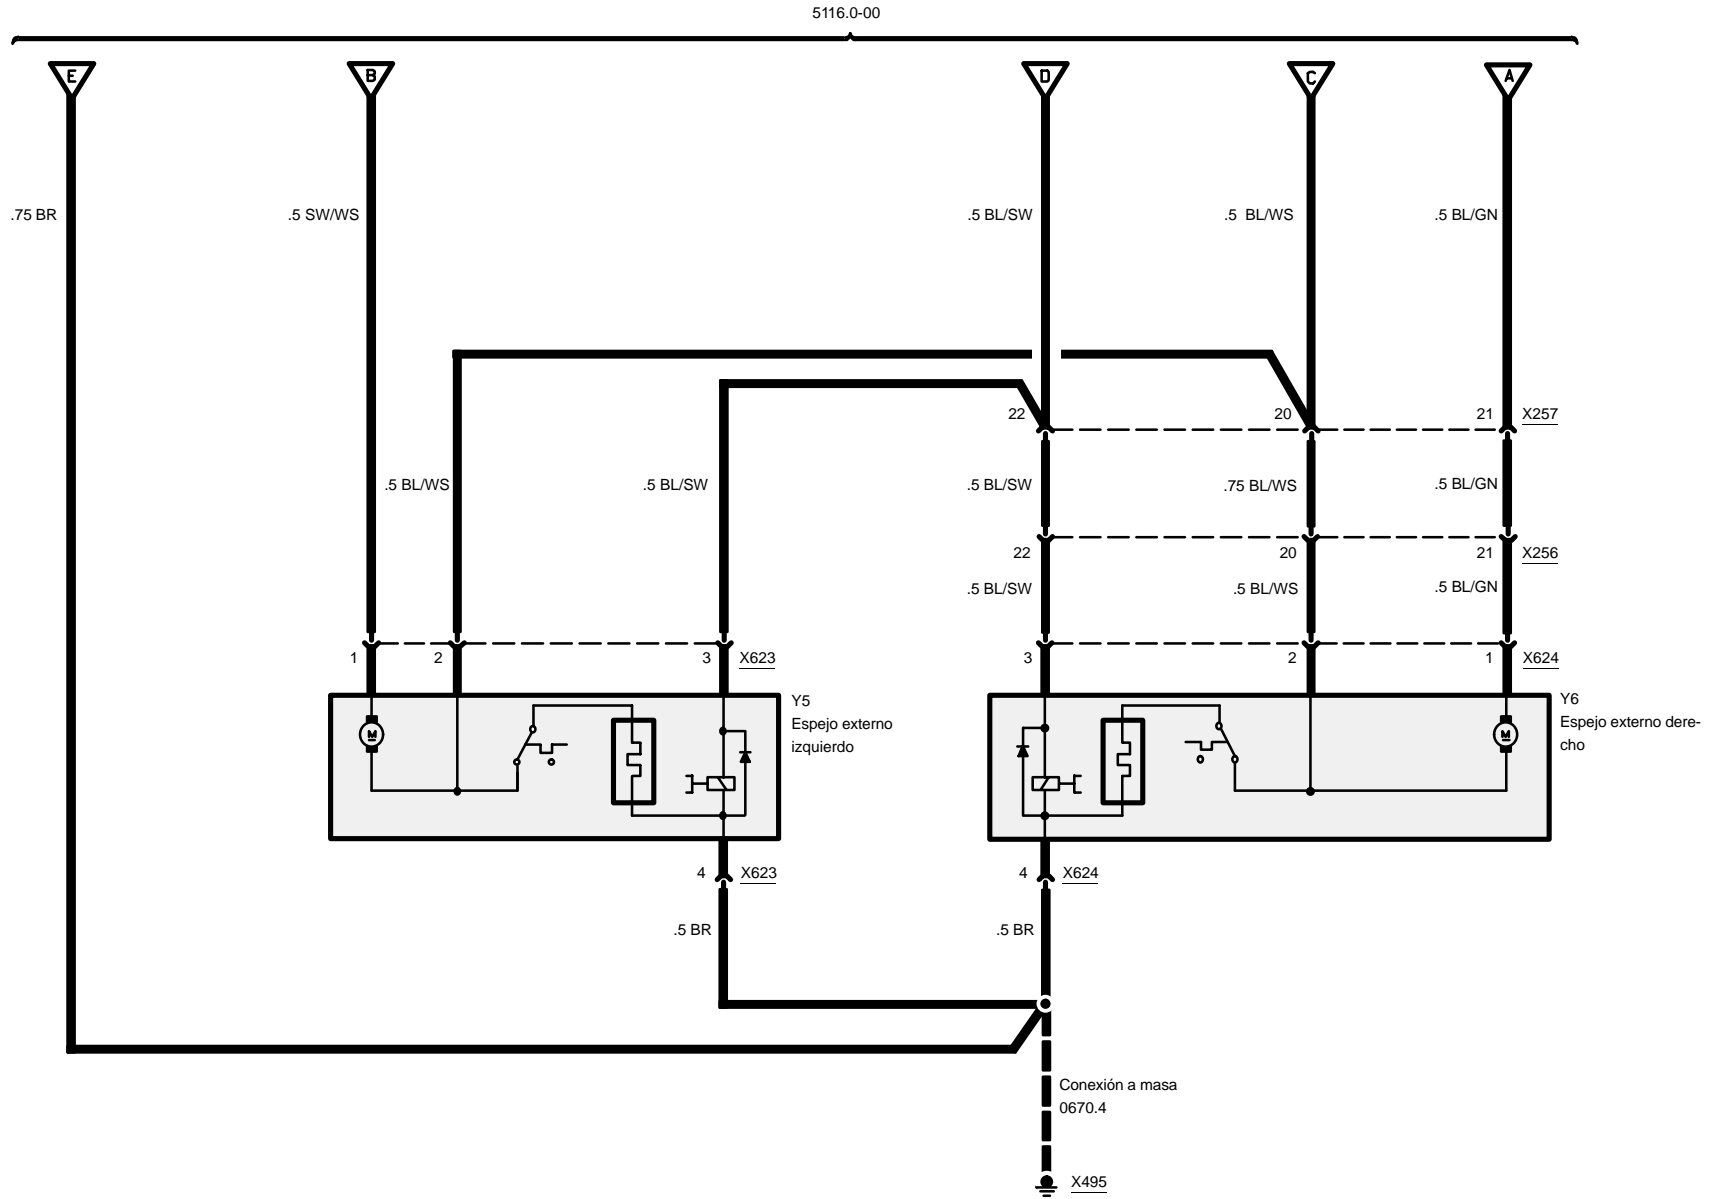 5116.0-00
E
B
D
C
A
.75 BR
.5 SW/WS
.5 BL/SW
.5 BL/WS
.5 BL/GN
22
20
21
X257
.5 BL/WS
.5 BL/SW
.5 BL/SW
.75 BL/WS
.5 BL/GN
22
20
21
X256
.5 BL/SW
.5 BL/WS
.5 BL/GN
1
2
3
X623
3
2
1
X624
Y5
Espejo externo
izquierdo
Y6
Espejo externo dere-
cho
M
M
4
X623
4
X624
.5 BR
.5 BR
Conexión a masa
0670.4
X495